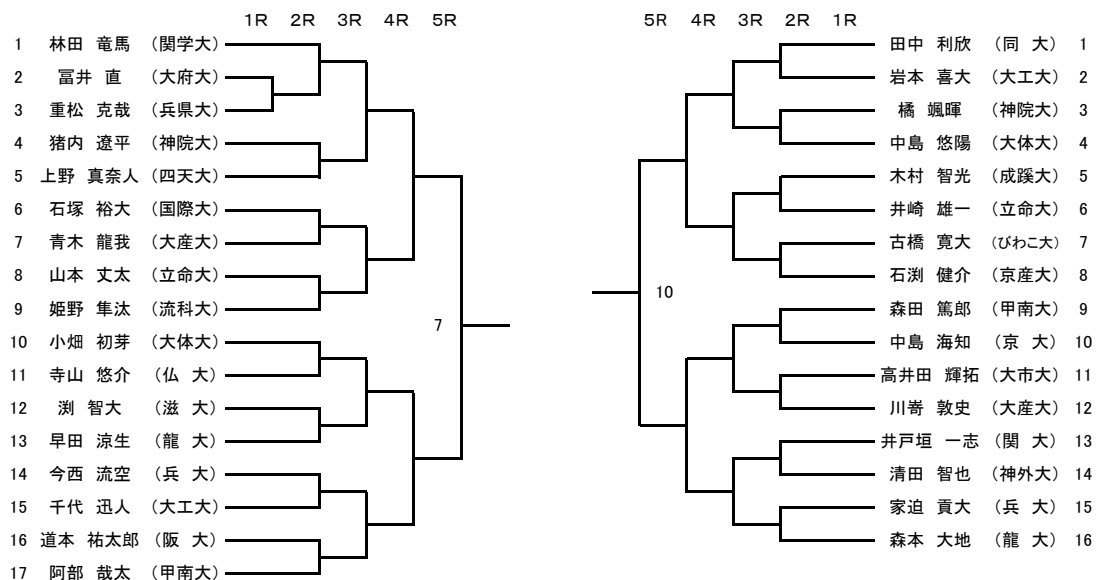 1R 2R 3R 4R 5R
1 林田 竜馬 (関学大)
2 冨井 直 (大府大)
3 重松 克哉 (兵県大)
4 猪内 遼平 (神院大)
5 上野 真奈人 (四天大)
6 石塚 裕大 (国際大)
7 青木 龍我 (大産大)
8 山本 丈太 (立命大)
9 姫野 隼汰 (流科大)
7
10 小畑 初芽 (大体大)
11 寺山 悠介 (仏 大)
12 渕 智大 (滋 大)
13 早田 涼生 (龍 大)
14 今西 流空 (兵 大)
15 千代 迅人 (大工大)
16 道本 祐太郎 (阪 大)
17 阿部 哉太 (甲南大)
5R 4R 3R 2R 1R
田中 利欣 (同 大) 1
岩本 喜大 (大工大) 2
橘 颯暉 (神院大) 3
中島 悠陽 (大体大) 4
木村 智光 (成蹊大) 5
井崎 雄一 (立命大) 6
古橋 寛大 (びわこ大) 7
石渕 健介 (京産大) 8
10
森田 篤郎 (甲南大) 9
中島 海知 (京 大) 10
高井田 輝拓 (大市大) 11
川嵜 敦史 (大産大) 12
井戸垣 一志 (関 大) 13
清田 智也 (神外大) 14
家迫 貢大 (兵 大) 15
森本 大地 (龍 大) 16